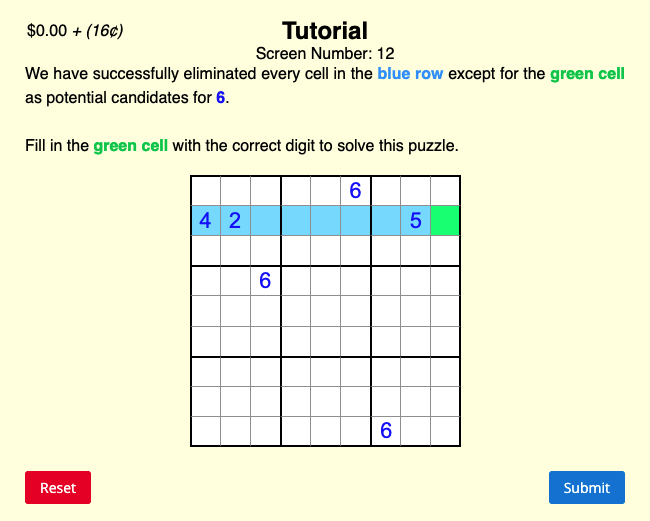 $0.00 + (16¢)
Tutorial
Screen Number: 12
We have successfully eliminated every cell in the blue row except for the green cell
as potential candidates for 6.
Fill in the green cell with the correct digit to solve this puzzle.
6
4 2 5
6
6
Reset
Submit